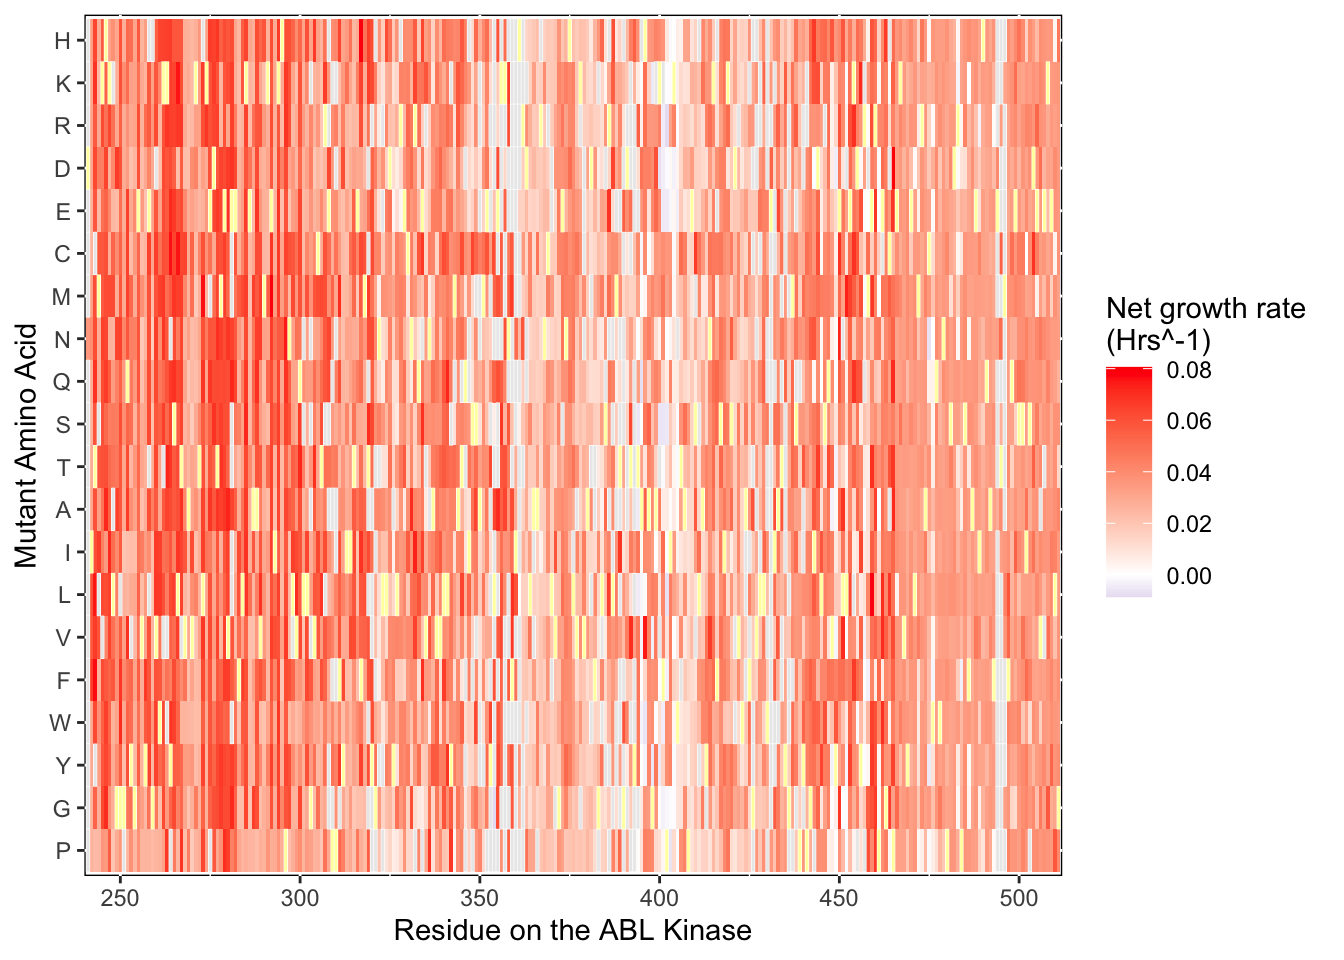 Mutant Amino Acid
H
K
R
D
E
C
M
N
Q
S
T
A
I
L
V
F
W
Y
G
P
250 300 350 400 450 500
Residue on the ABL Kinase
Net growth rate
(Hrs^-1)
0.08
0.06
0.04
0.02
0.00